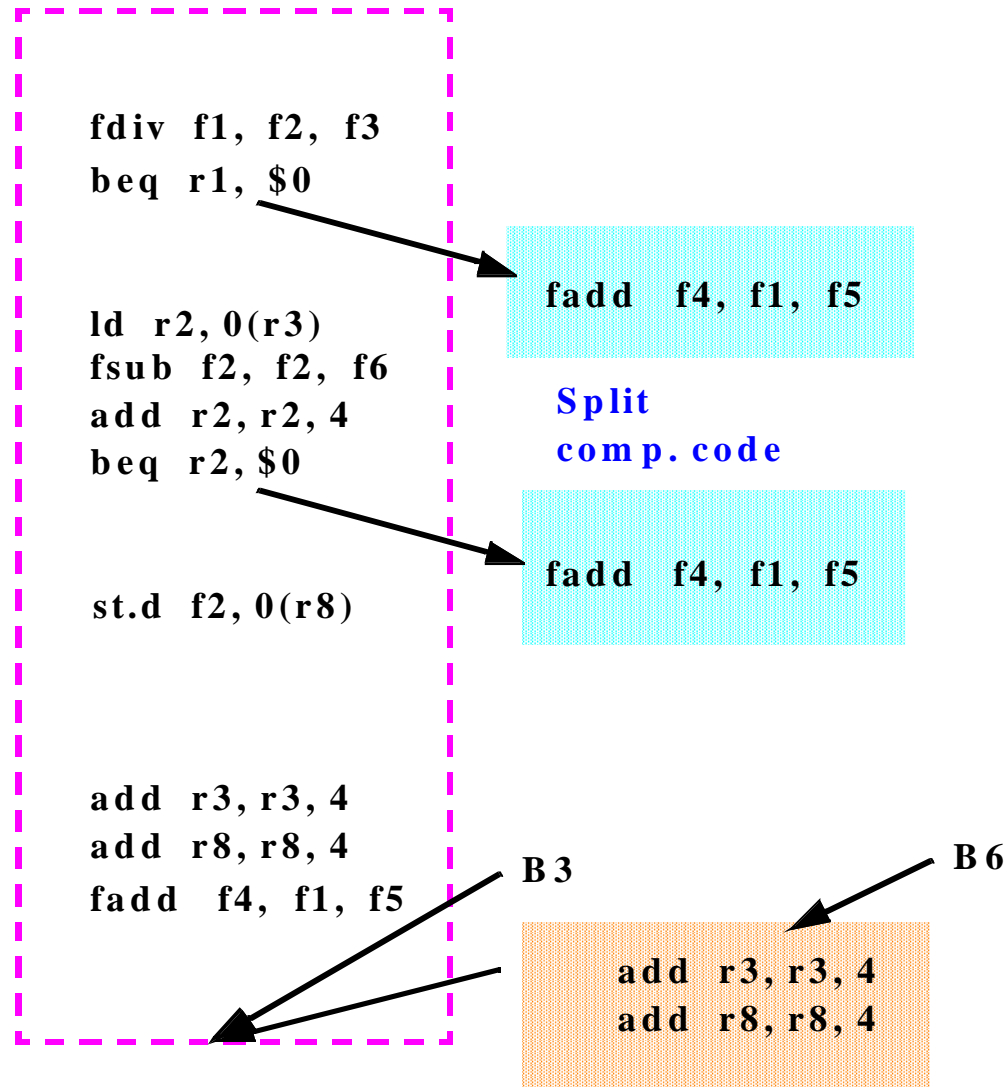 fdiv f1, f2, f3
beq r1, $0
ld r2, 0(r3)
fsub f2, f2, f6
add r2, r2, 4
beq r2, $0
st.d f2, 0(r8)
add r3, r3, 4
add r8, r8, 4
fadd f4, f1, f5
fadd f4, f1, f5
Split
comp. code
fadd f4, f1, f5
B3
B6
add r3, r3, 4
add r8, r8, 4